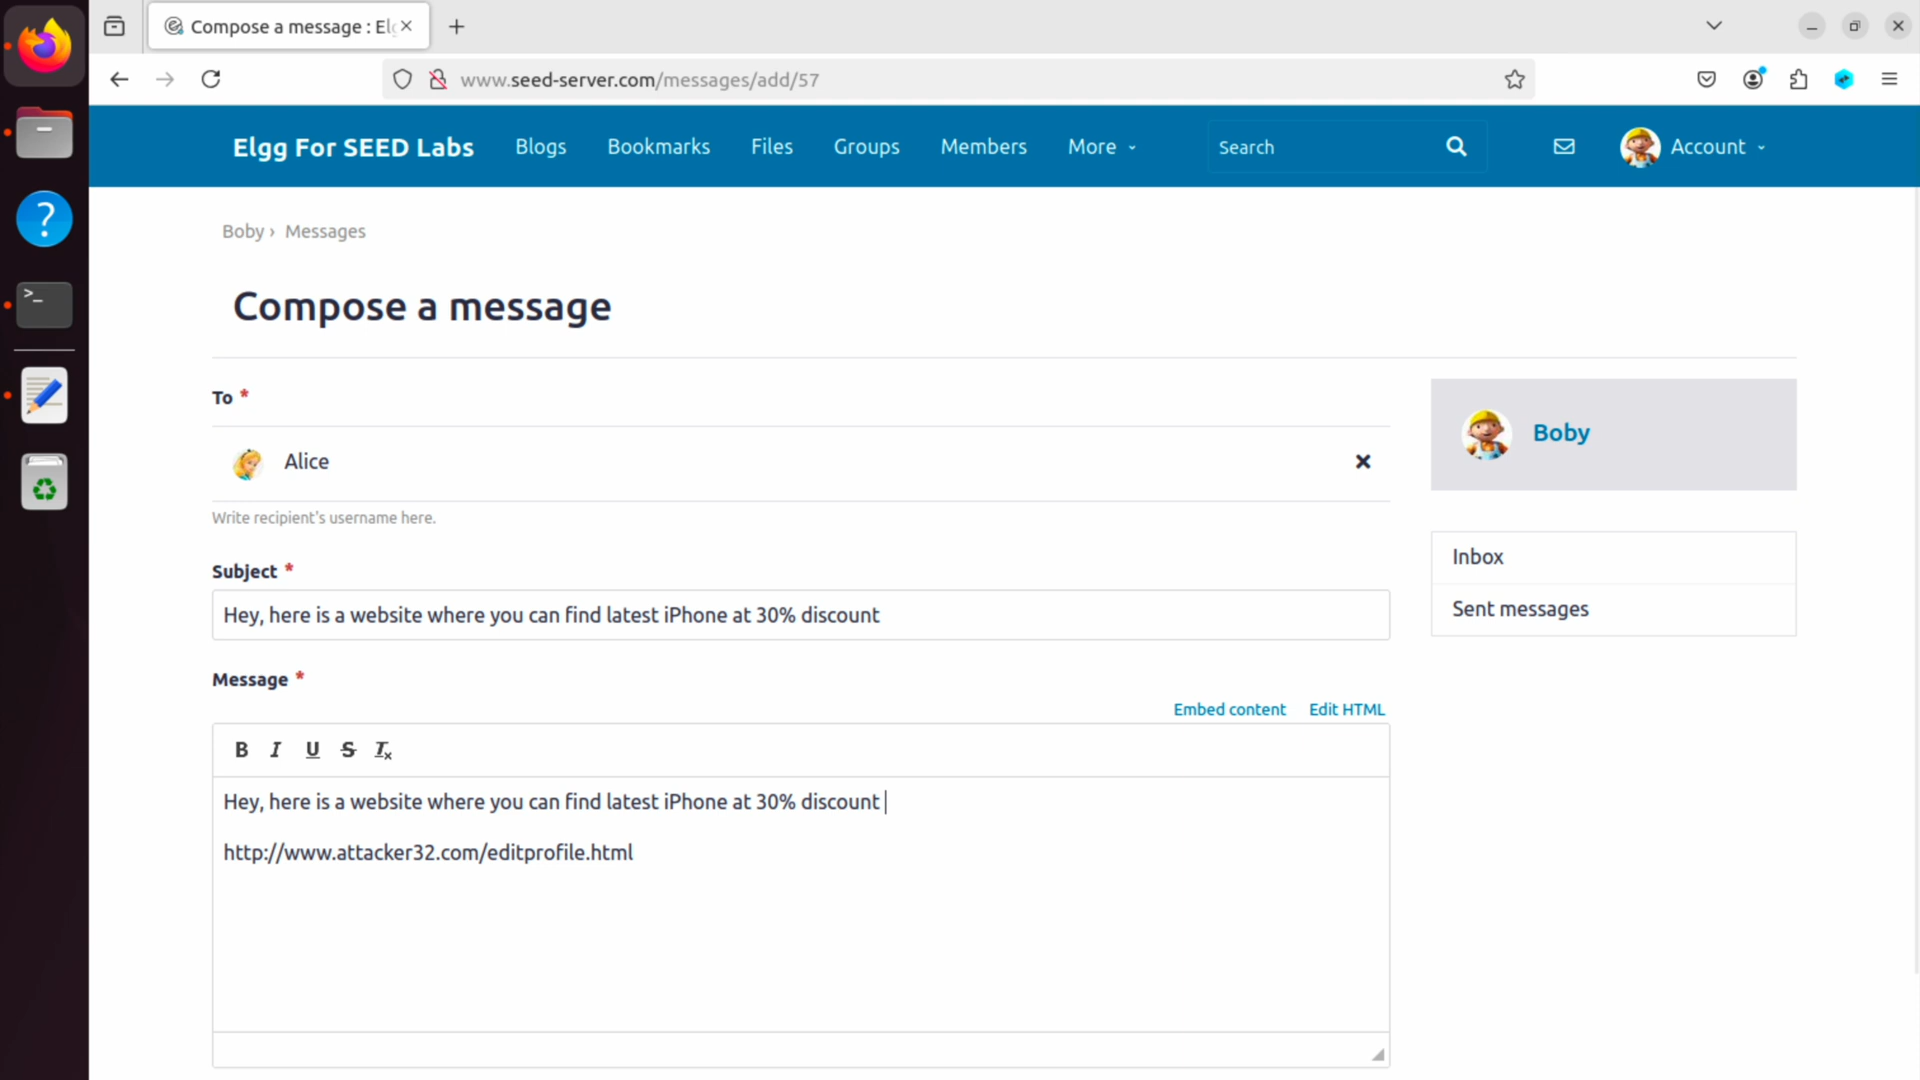 Compose a message : El
www.seed-server.com/messages/add/57
Elgg For SEED Labs
Blogs
Bookmarks
Files
Groups
Members
More
Search
Account
Boby › Messages
Compose a message
To *
Alice
Write recipient's username here.
Subject *
Hey, here is a website where you can find latest iPhone at 30% discount
Message *
Embed content
Edit HTML
B I U S Tx
Hey, here is a website where you can find latest iPhone at 30% discount
http://www.attacker32.com/editprofile.html
Boby
Inbox
Sent messages